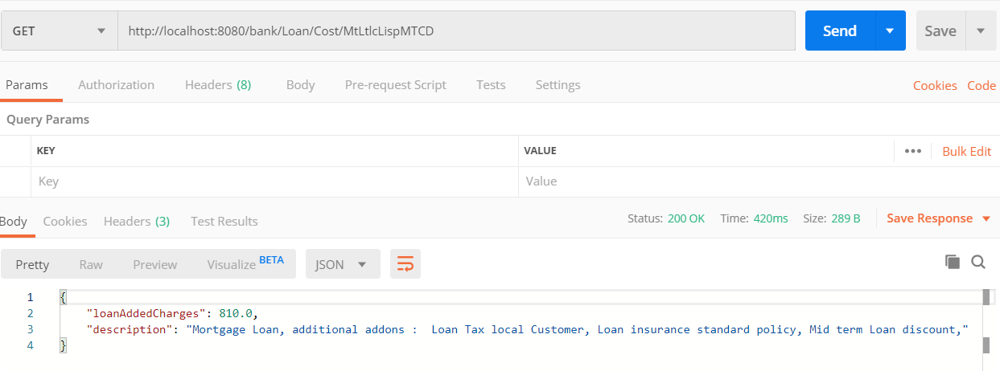 GET http://localhost:8080/bank/Loan/Cost/MtLtlcLispMTCD Send Save
Params Authorization Headers (8) Body Pre-request Script Tests Settings Cookies Code
Query Params
KEY VALUE ••• Bulk Edit
Key Value
Body Cookies Headers (3) Test Results Status: 200 OK Time: 420ms Size: 289 B Save Response
Pretty Raw Preview Visualize BETA JSON
1 {
2 "loanAddedCharges": 810.0,
3 "description": "Mortgage Loan, additional addons :  Loan Tax local Customer, Loan insurance standard policy, Mid term Loan discount,"
4 }